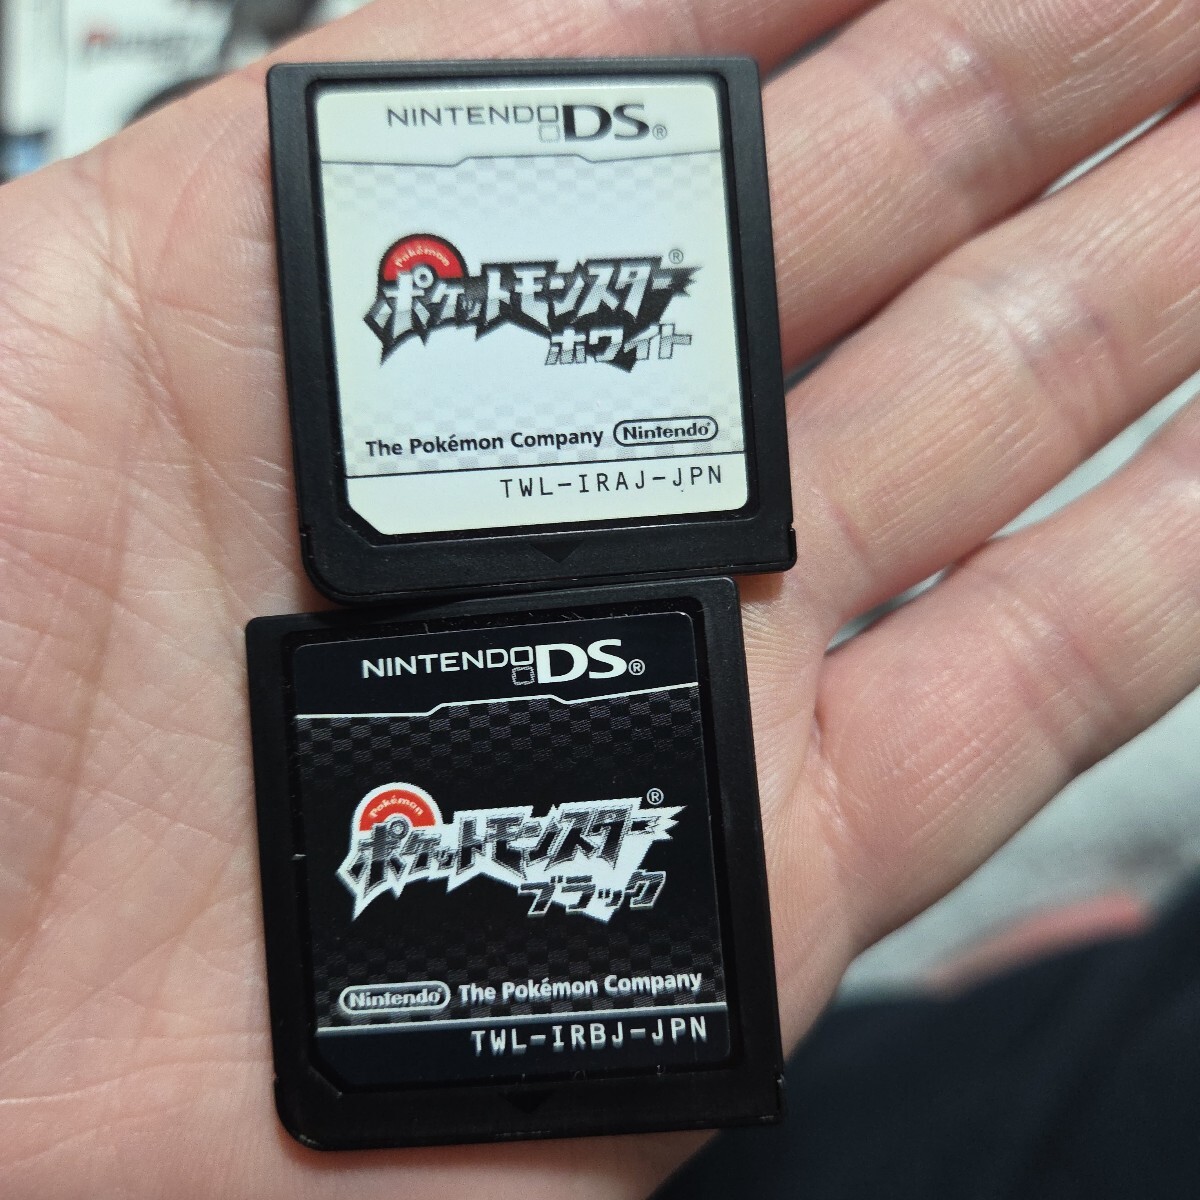 NINTENDO DS®
Pokémon
ポケットモンスター®
ホワイト
The Pokémon Company Nintendo®
TWL-IRAJ-JPN
NINTENDO DS®
Pokémon
ポケットモンスター®
ブラック
Nintendo® The Pokémon Company
TWL-IRBJ-JPN